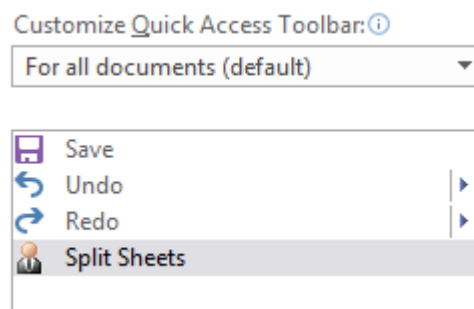 Customize Quick Access Toolbar:
For all documents (default)
Save
Undo
Redo
Split Sheets